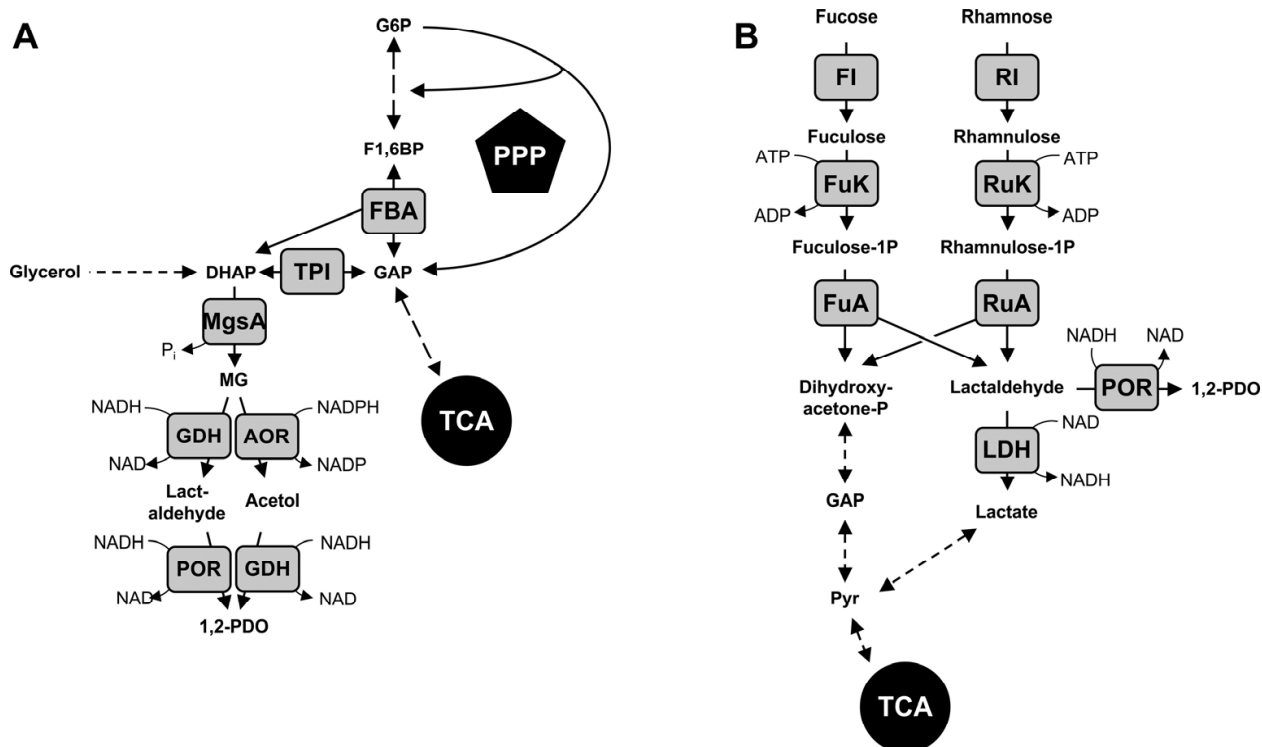 A
G6P
F1,6BP
PPP
FBA
Glycerol
DHAP
TPI
GAP
MgsA
Pi
MG
TCA
NADH
NADPH
GDH
AOR
NAD
NADP
Lact-
aldehyde
Acetol
NADH
NADH
POR
GDH
NAD
NAD
1,2-PDO
B
Fucose
Rhamnose
FI
RI
Fuculose
Rhamnulose
ATP
ATP
FuK
RuK
ADP
ADP
Fuculose-1P
Rhamnulose-1P
FuA
RuA
NADH
NAD
Dihydroxy-
acetone-P
Lactaldehyde
POR
1,2-PDO
NAD
LDH
NADH
GAP
Lactate
Pyr
TCA